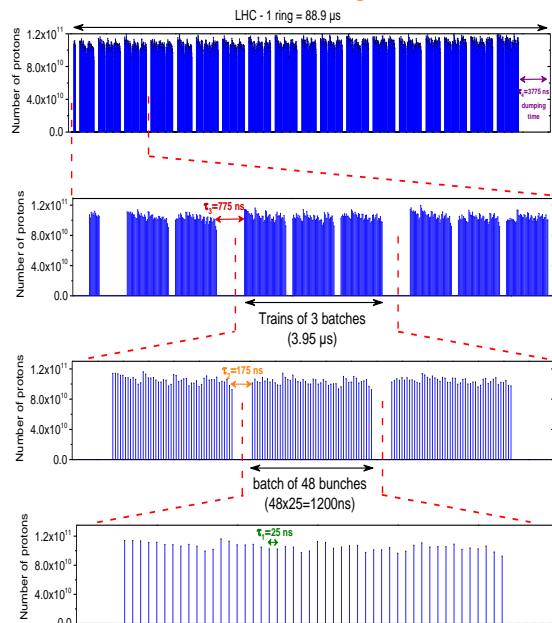 LHC - 1 ring = 88.9 µs
Number of protons
1.2x10¹¹
8.0x10¹⁰
4.0x10¹⁰
0.0
τ₄=3775 ns
dumping
time
Number of protons
1.2x10¹¹
8.0x10¹⁰
4.0x10¹⁰
0.0
τ₃=775 ns
Trains of 3 batches
(3.95 µs)
Number of protons
1.2x10¹¹
8.0x10¹⁰
4.0x10¹⁰
0.0
τ₂=175 ns
batch of 48 bunches
(48x25=1200ns)
Number of protons
1.2x10¹¹
8.0x10¹⁰
4.0x10¹⁰
0.0
τ₁=25 ns